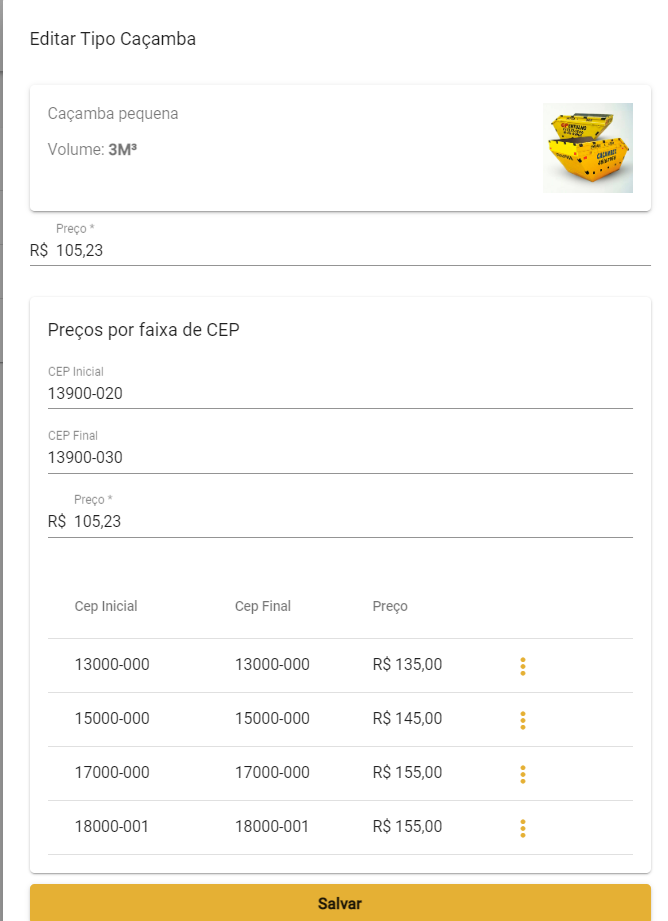 Editar Tipo Caçamba
Caçamba pequena
Volume: 3M³
Preço *
R$ 105,23
Preços por faixa de CEP
CEP Inicial
13900-020
CEP Final
13900-030
Preço *
R$ 105,23
Cep Inicial Cep Final Preço
13000-000 13000-000 R$ 135,00
15000-000 15000-000 R$ 145,00
17000-000 17000-000 R$ 155,00
18000-001 18000-001 R$ 155,00
Salvar